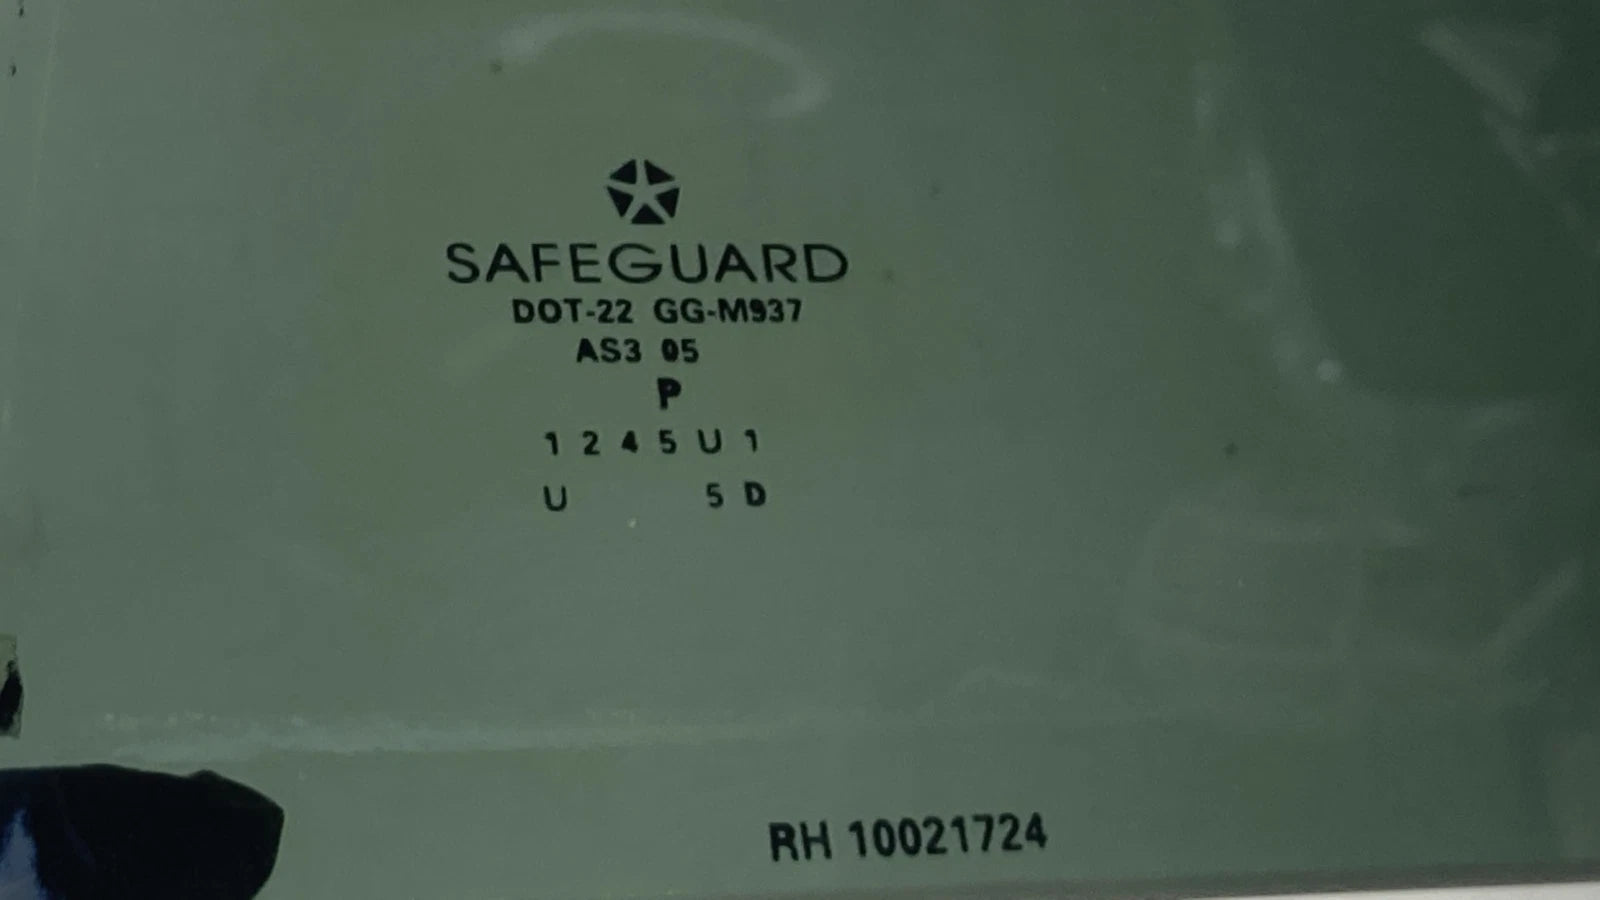 SAFEGUARD
DOT-22 GG-M937
AS3 05
P
1 2 4 5 U 1
U 5 D
RH 10021724